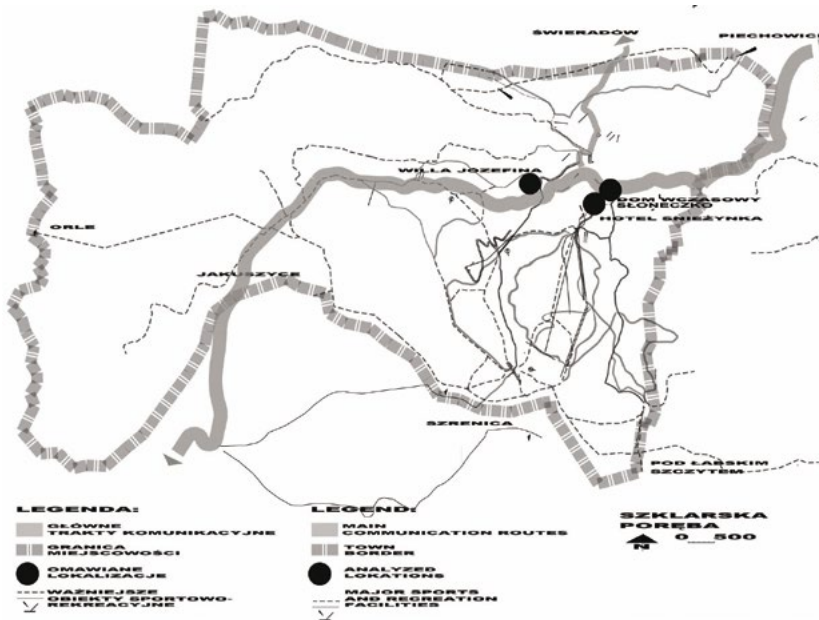 ŚWIERADÓW
PIECHOWICE
WILLA JÓZEFINA
DOM WCZASOWY
SŁONECZKO
HOTEL ŚNIEŻYNKA
ORLE
JAKUSZYCE
SZRENICA
POD ŁABSKIM
SZCZYTEM
LEGENDA:
GŁÓWNE
TRAKTY KOMUNIKACYJNE
GRANICA
MIEJSCOWOŚCI
OMAWIANE
LOKALIZACJE
WAŻNIEJSZE
OBIEKTY SPORTOWO-
REKREACYJNE
LEGEND:
MAIN
COMMUNICATION ROUTES
TOWN
BORDER
ANALYZED
LOKATIONS
MAJOR SPORTS
AND RECREATION
FACILITIES
SZKLARSKA
PORĘBA
N 0__500